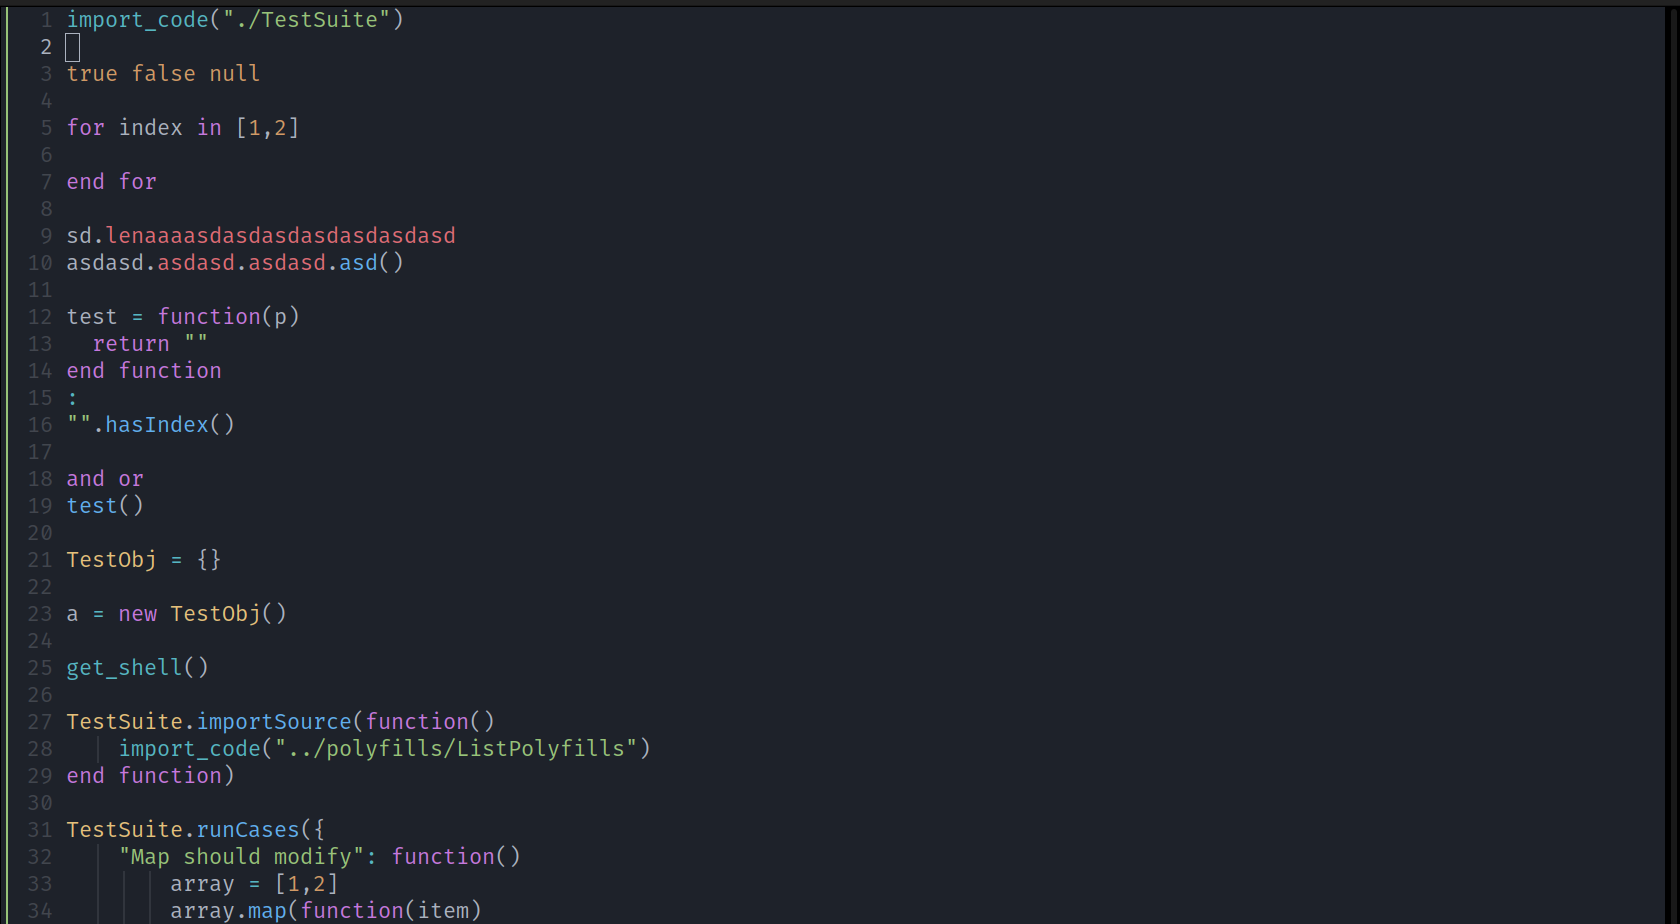 1 import_code("./TestSuite")
2
3 true false null
4
5 for index in [1,2]
6
7 end for
8
9 sd.lenaaaasdasdasdasdasdasdasd
10 asdasd.asdasd.asdasd.asd()
11
12 test = function(p)
13   return ""
14 end function
15 :
16 "".hasIndex()
17
18 and or
19 test()
20
21 TestObj = {}
22
23 a = new TestObj()
24
25 get_shell()
26
27 TestSuite.importSource(function()
28     import_code("../polyfills/ListPolyfills")
29 end function)
30
31 TestSuite.runCases({
32     "Map should modify": function()
33         array = [1,2]
34         array.map(function(item)